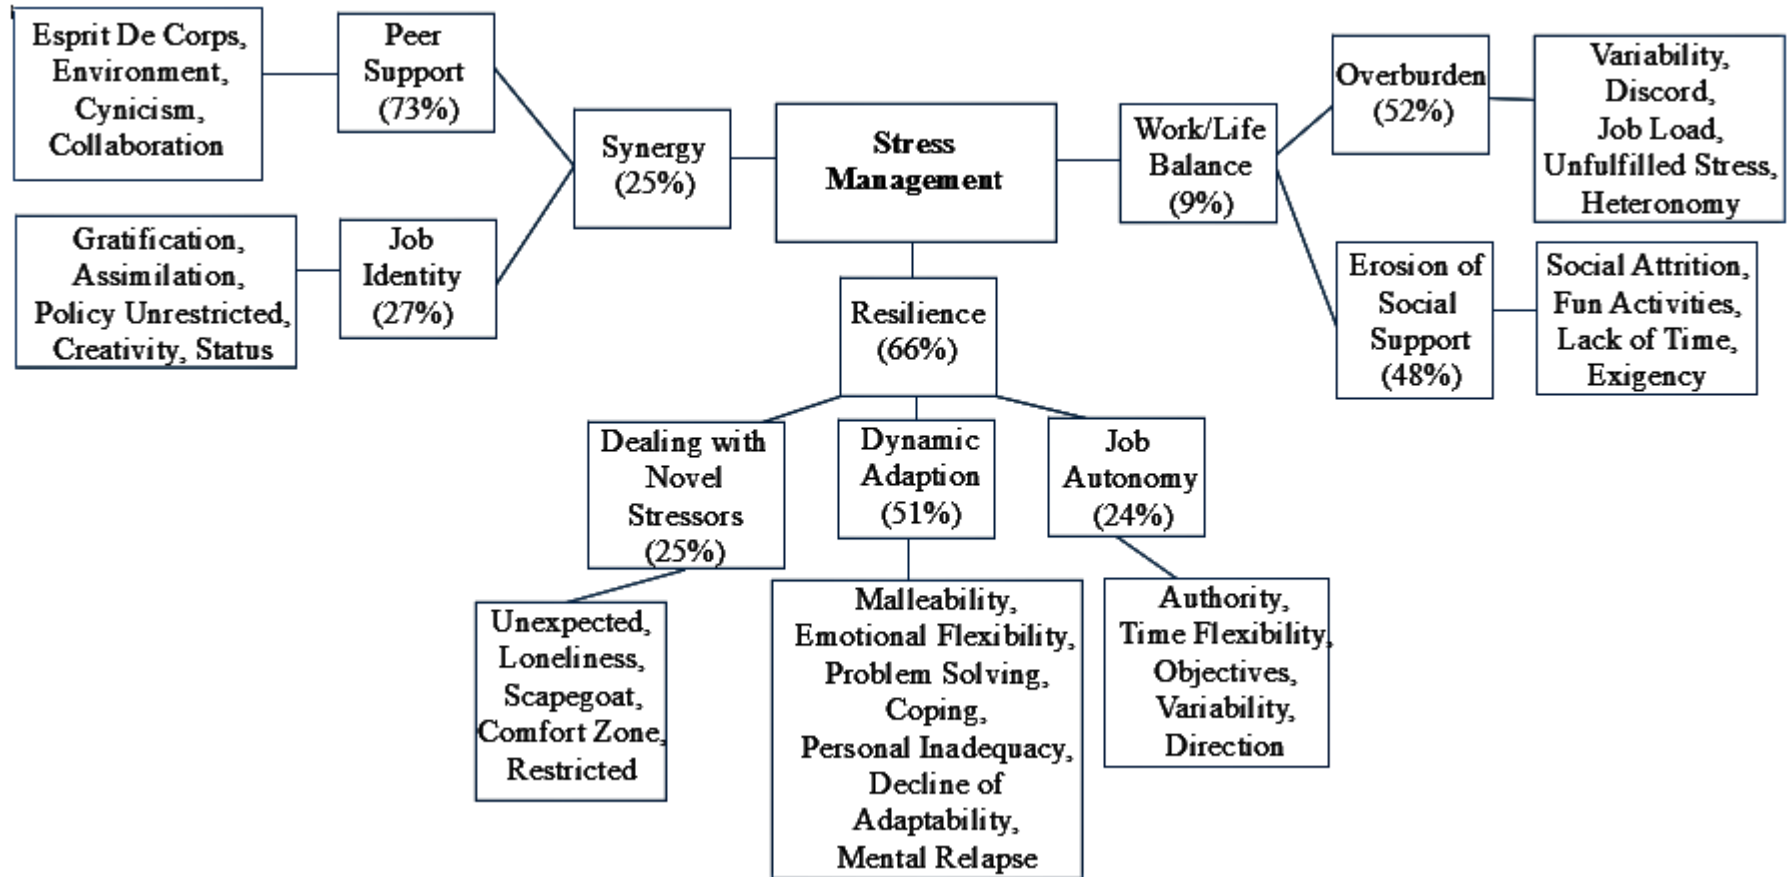 Esprit De Corps,
Environment,
Cynicism,
Collaboration
Peer
Support
(73%)
Gratification,
Assimilation,
Policy Unrestricted,
Creativity, Status
Job
Identity
(27%)
Synergy
(25%)
Stress
Management
Work/Life
Balance
(9%)
Overburden
(52%)
Variability,
Discord,
Job Load,
Unfulfilled Stress,
Heteronomy
Erosion of
Social
Support
(48%)
Social Attrition,
Fun Activities,
Lack of Time,
Exigency
Resilience
(66%)
Dealing with
Novel
Stressors
(25%)
Dynamic
Adaption
(51%)
Job
Autonomy
(24%)
Unexpected,
Loneliness,
Scapegoat,
Comfort Zone,
Restricted
Malleability,
Emotional Flexibility,
Problem Solving,
Coping,
Personal Inadequacy,
Decline of
Adaptability,
Mental Relapse
Authority,
Time Flexibility,
Objectives,
Variability,
Direction